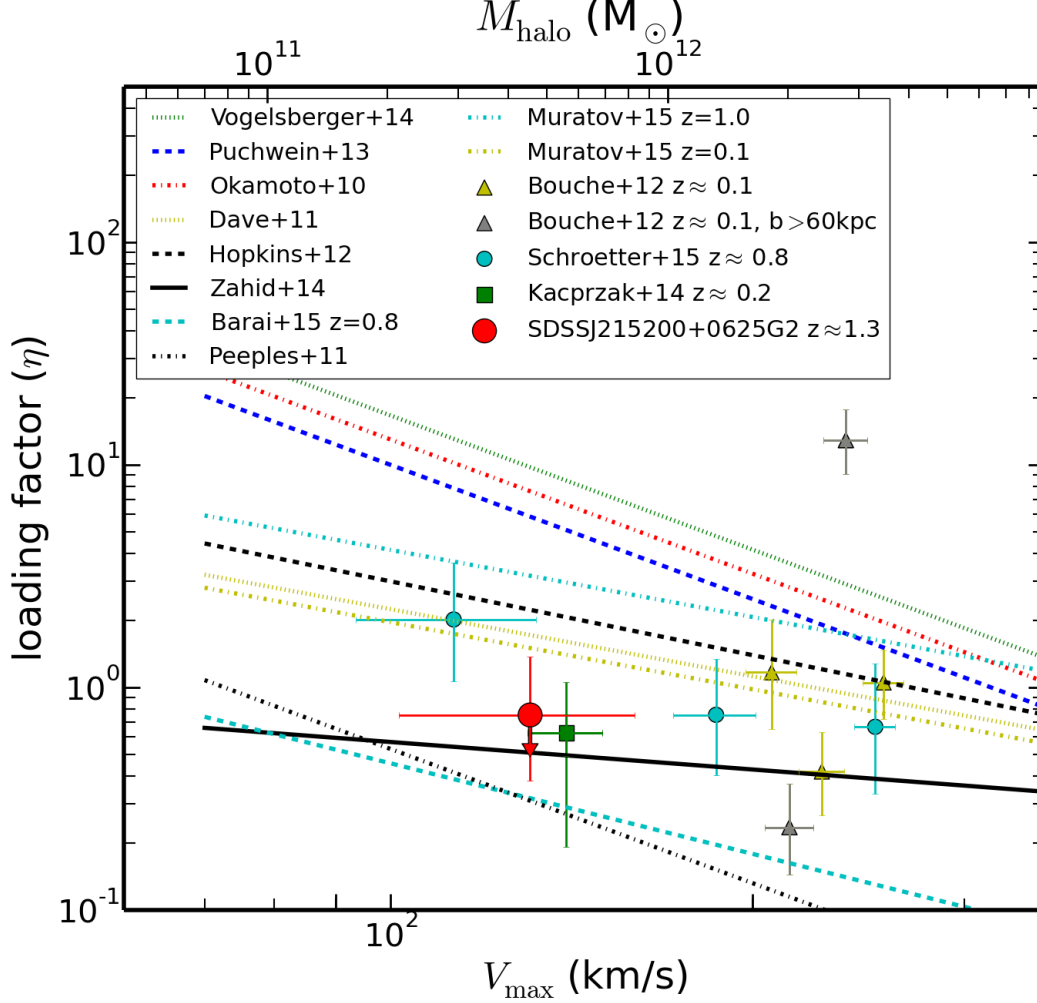 M_halo (M_⊙)
10^11 10^12
Vogelsberger+14
Puchwein+13
Okamoto+10
Dave+11
Hopkins+12
Zahid+14
Barai+15 z=0.8
Peeples+11
Muratov+15 z=1.0
Muratov+15 z=0.1
Bouche+12 z≈ 0.1
Bouche+12 z≈ 0.1, b>60kpc
Schroetter+15 z≈ 0.8
Kacprzak+14 z≈ 0.2
SDSSJ215200+0625G2 z≈1.3
loading factor (η)
10^2
10^1
10^0
10^-1
10^2
V_max (km/s)